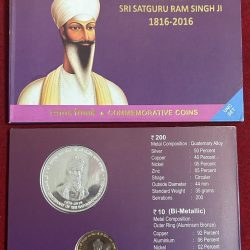 SRI SATGURU RAM SINGH JI
1816-2016
COMMEMORATIVE COINS
UNC SET
₹ 200
Metal Composition : Quaternary Alloy
Silver : 50 Percent
Copper : 40 Percent
Nickel : 05 Percent
Zinc : 05 Percent
Shape : Circular
Outside Diameter : 44 mm
Standard Weight : 35 grams
Serrations : 200
₹ 10 (Bi-Metallic)
Metal Composition :
Outer Ring (Aluminium Bronze)
Copper : 92 Percent
Aluminium : 06 Percent
Nickel : 02 Percent